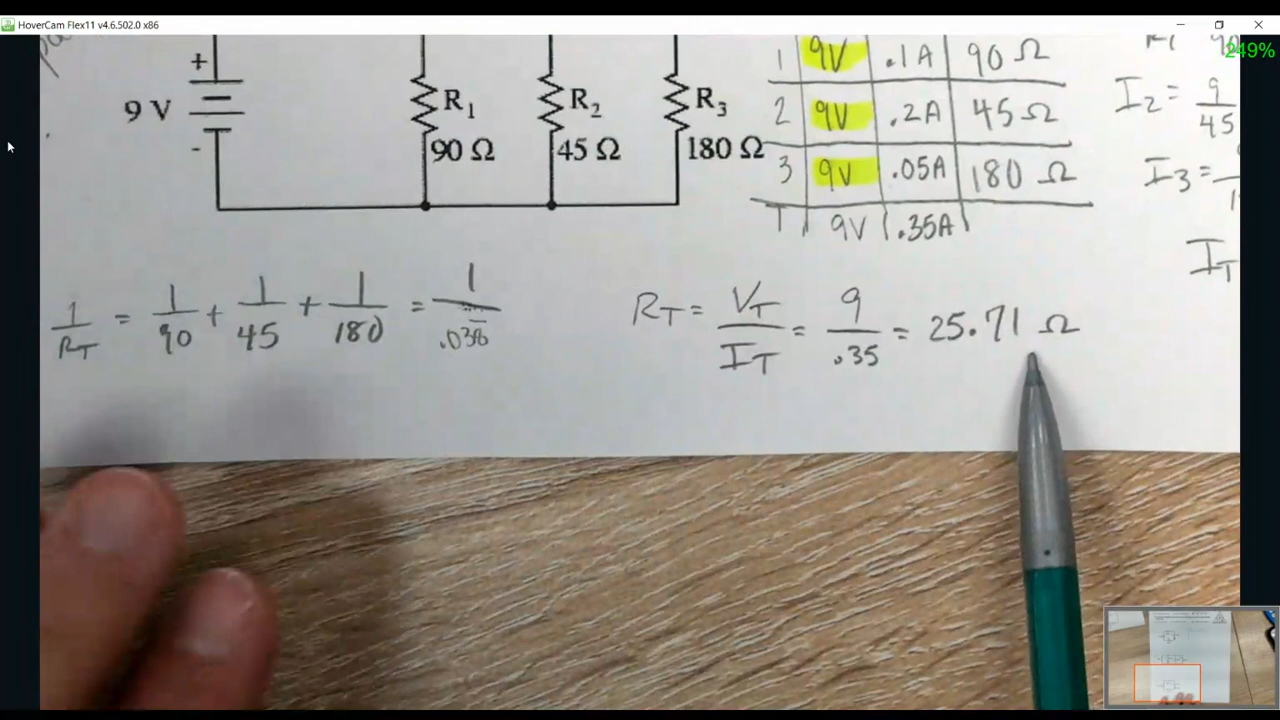 HoverCam Flex11 v4.6.502.0 x86
249%
+
9 V
-
R1
90 Ω
R2
45 Ω
R3
180 Ω
1 9V .1A 90 Ω
2 9V .2A 45 Ω
3 9V .05A 180 Ω
T 9V .35A
I2 = 9/45
I3 =
IT
1/RT = 1/90 + 1/45 + 1/180 = 1/.038
RT = VT/IT = 9/.35 = 25.71 Ω